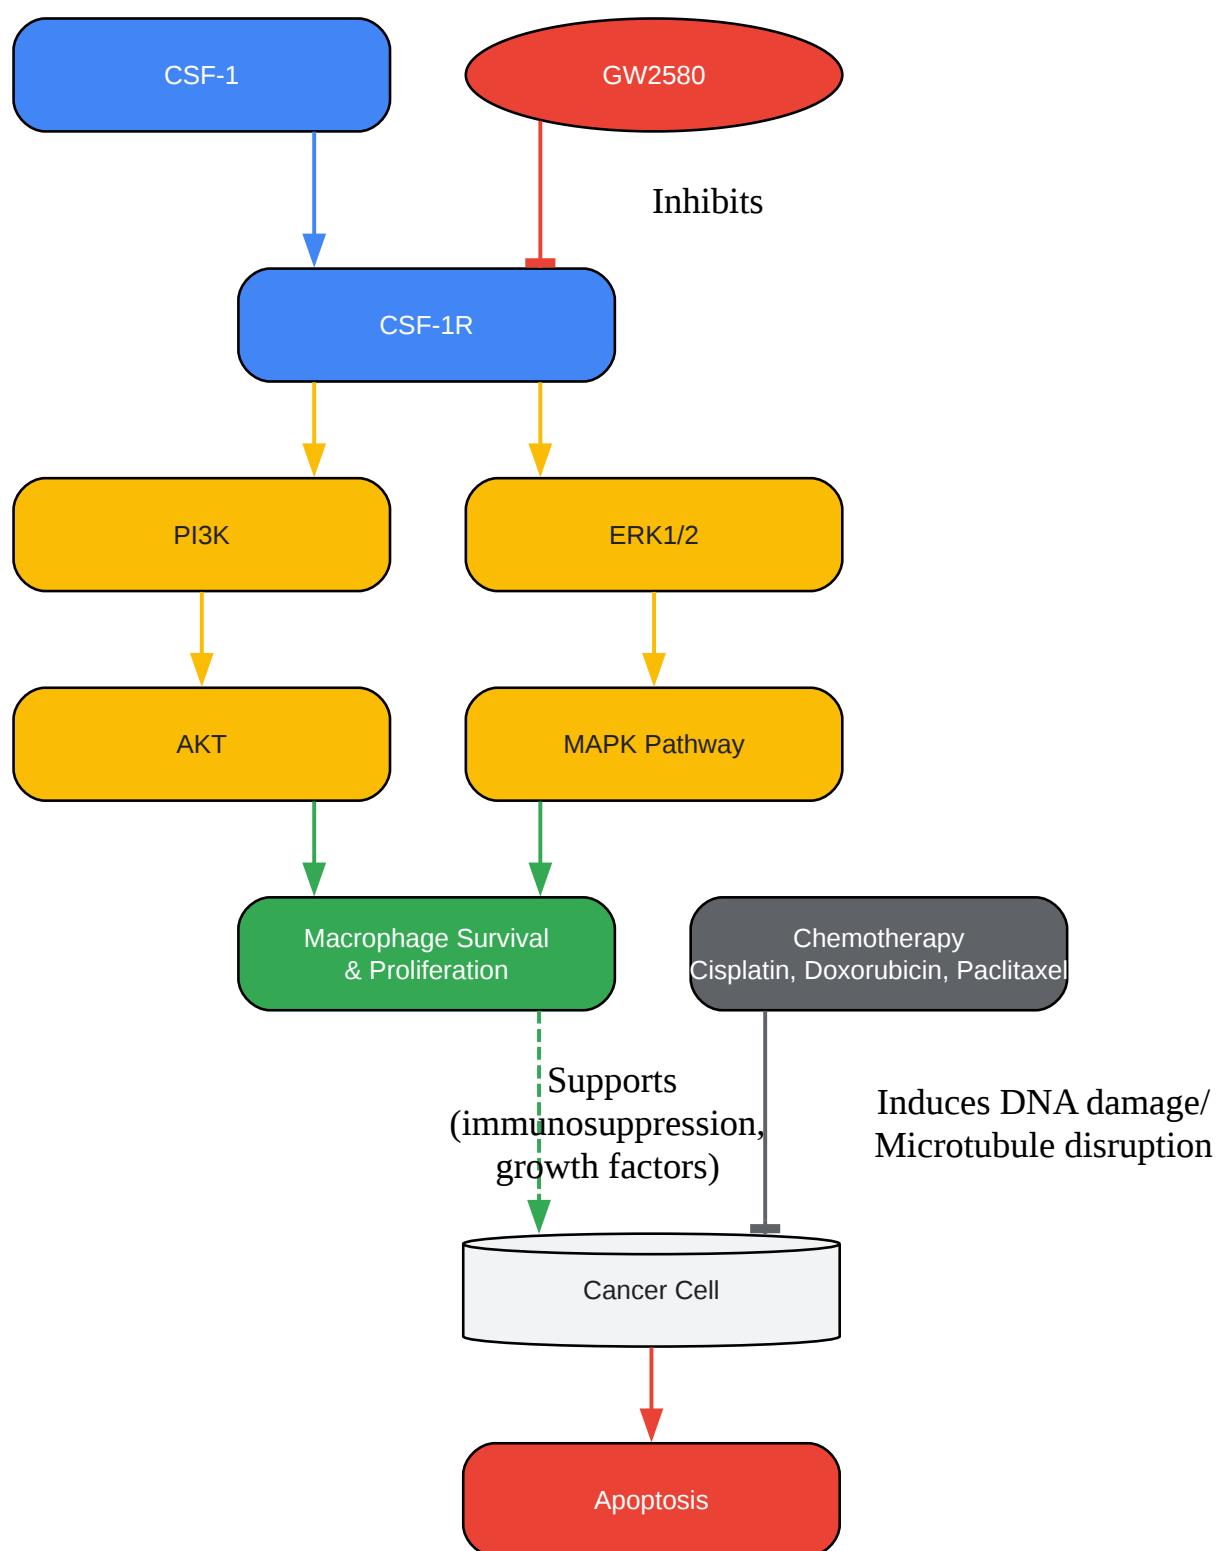 CSF-1
GW2580
Inhibits
CSF-1R
PI3K
ERK1/2
AKT
MAPK Pathway
Macrophage Survival
& Proliferation
Chemotherapy
Cisplatin, Doxorubicin, Paclitaxel
Supports
(immunosuppression,
growth factors)
Induces DNA damage/
Microtubule disruption
Cancer Cell
Apoptosis